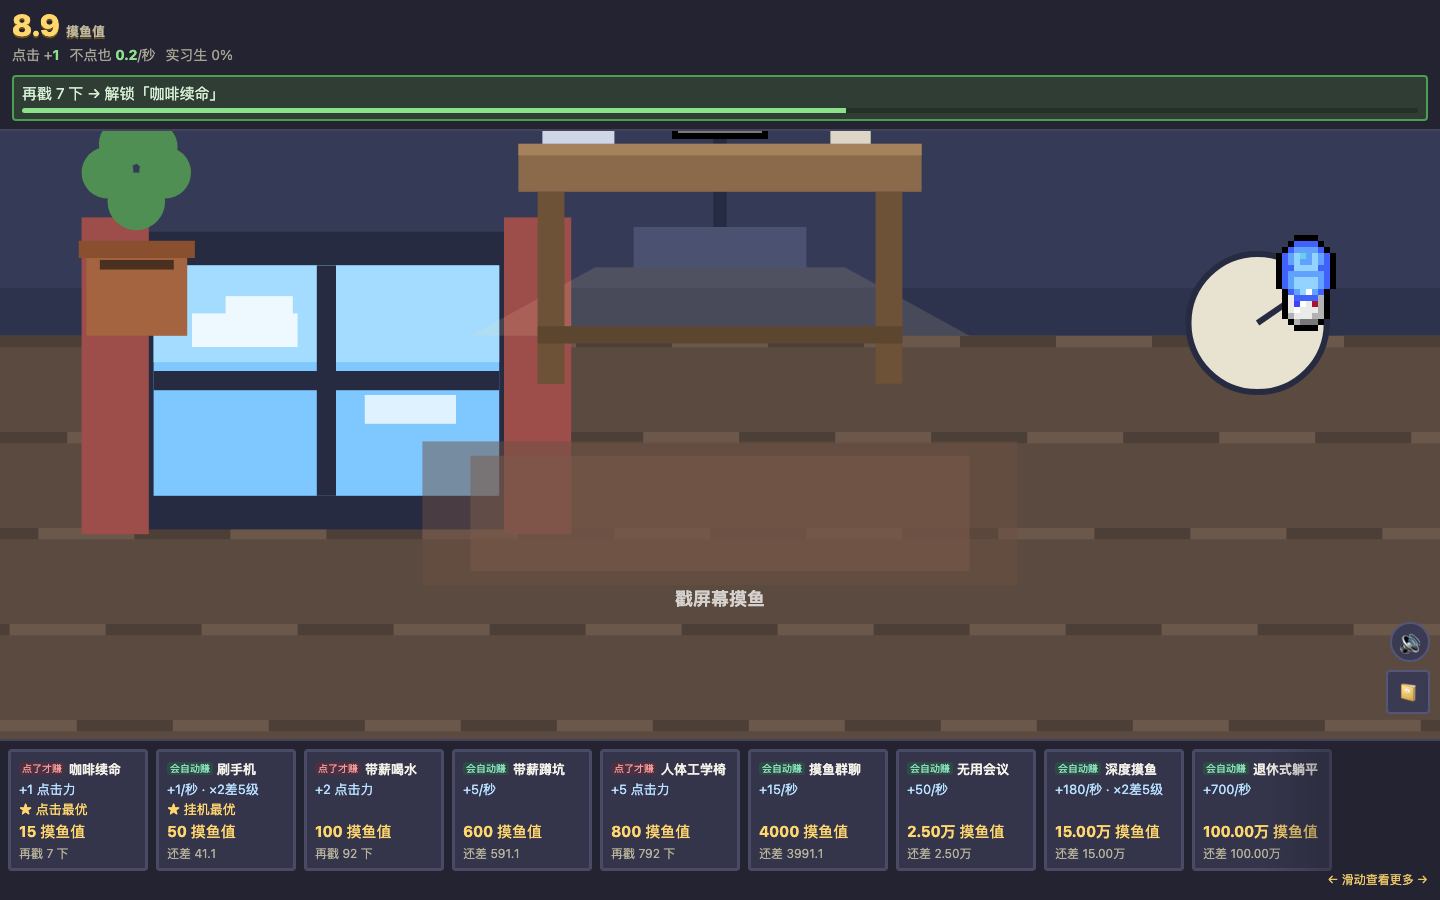 8.9 摸鱼值
点击 +1 不点也 0.2/秒 实习生 0%
再戳 7 下 → 解锁「咖啡续命」
戳屏幕摸鱼
点了才赚 咖啡续命
+1 点击力
★ 点击最优
15 摸鱼值
再戳 7 下
会自动赚 刷手机
+1/秒 · ×2差5级
★ 挂机最优
50 摸鱼值
还差 41.1
点了才赚 带薪喝水
+2 点击力
100 摸鱼值
再戳 92 下
会自动赚 带薪蹲坑
+5/秒
600 摸鱼值
还差 591.1
点了才赚 人体工学椅
+5 点击力
800 摸鱼值
再戳 792 下
会自动赚 摸鱼群聊
+15/秒
4000 摸鱼值
还差 3991.1
会自动赚 无用会议
+50/秒
2.50万 摸鱼值
还差 2.50万
会自动赚 深度摸鱼
+180/秒 · ×2差5级
15.00万 摸鱼值
还差 15.00万
会自动赚 退休式躺平
+700/秒
100.00万 摸鱼值
还差 100.00万
← 滑动查看更多 →